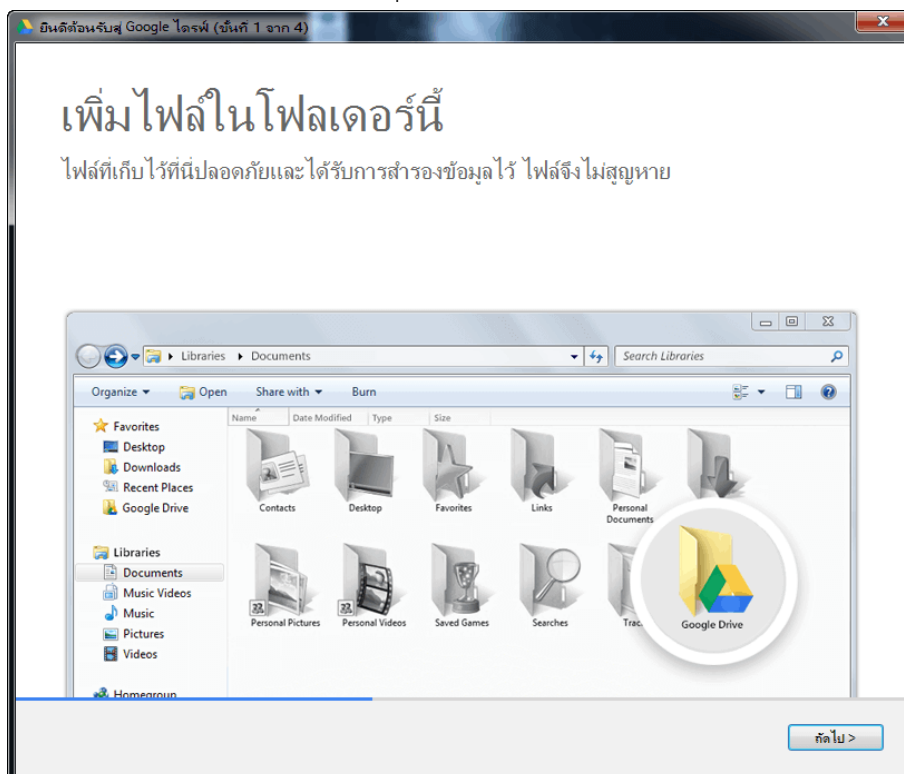 ยินดีต้อนรับสู่ Google ไดรฟ์ (ขั้นที่ 1 จาก 4)
เพิ่มไฟล์ในโฟลเดอร์นี้
ไฟล์ที่เก็บไว้ที่นี่ปลอดภัยและได้รับการสำรองข้อมูลไว้ ไฟล์จึงไม่สูญหาย
Libraries Documents Search Libraries
Organize Open Share with Burn
Name Date Modified Type Size
Favorites
Desktop
Downloads
Recent Places
Google Drive
Libraries
Documents
Music Videos
Music
Pictures
Videos
Homegroup
Contacts Desktop Favorites Links Personal
Documents
Personal Pictures Personal Videos Saved Games Searches Trac
Google Drive
ถัดไป >